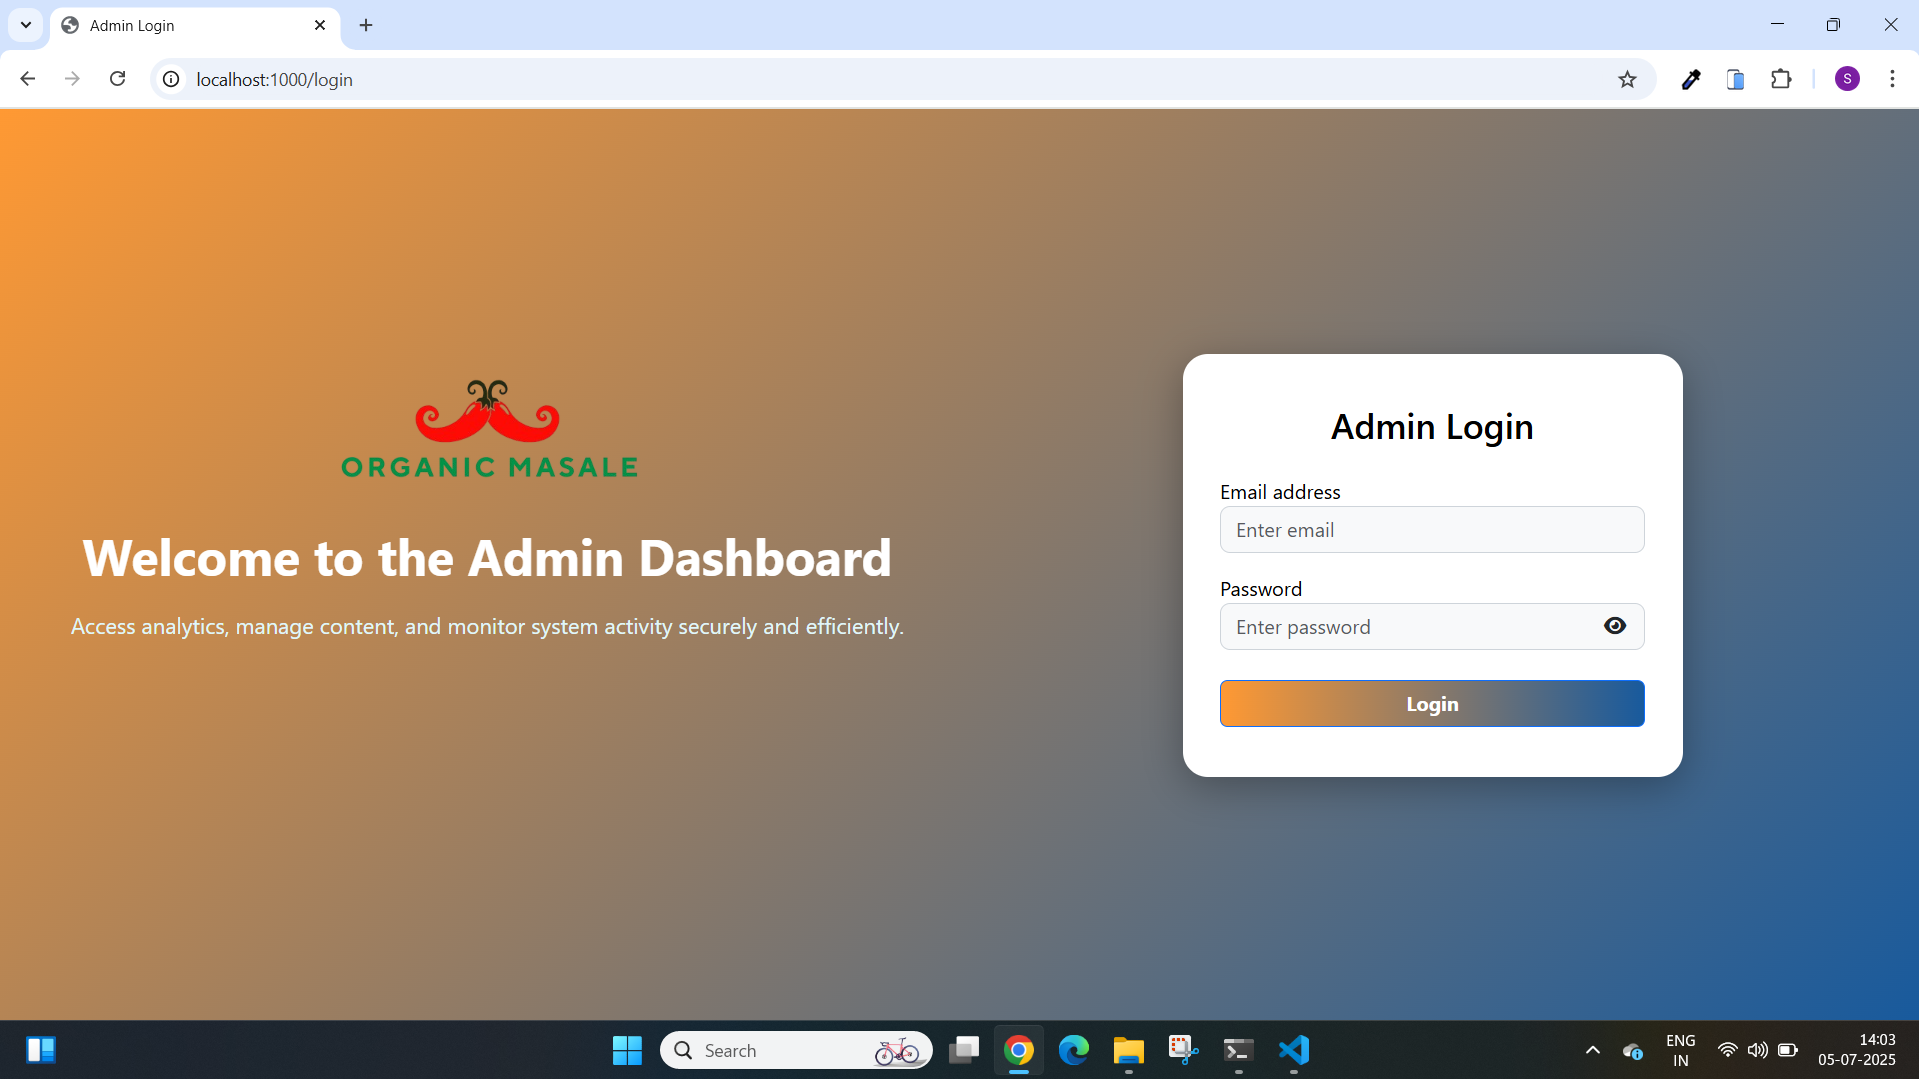 Admin Login
localhost:1000/login
S
ORGANIC MASALE
Welcome to the Admin Dashboard
Access analytics, manage content, and monitor system activity securely and efficiently.
Admin Login
Email address
Enter email
Password
Enter password
Login
Search
ENG
IN
14:03
05-07-2025